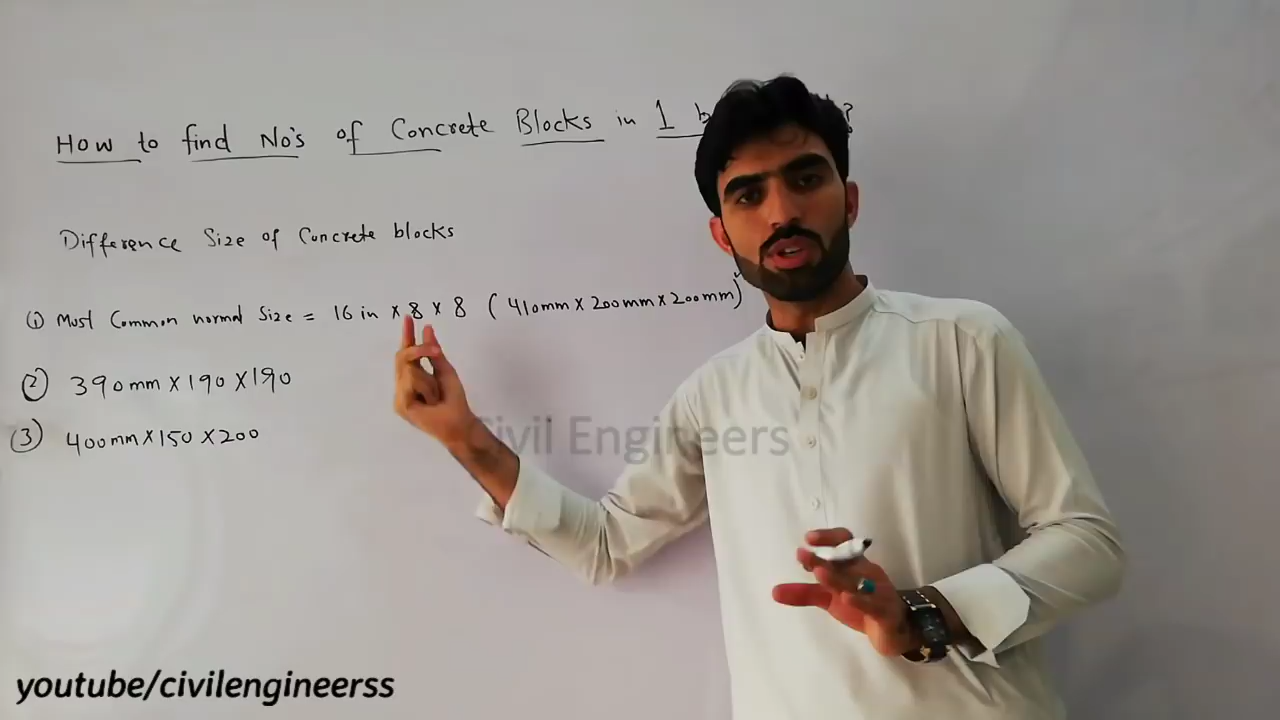 How to find No's of Concrete Blocks in 1 b ?
Difference Size of Concrete blocks
(1) Most Common normal Size = 16 in x 8 x 8 ( 410mm x 200mm x 200mm)
(2) 390mm x 190 x 190
(3) 400mm x 150 x 200
Civil Engineers
youtube/civilengineerss